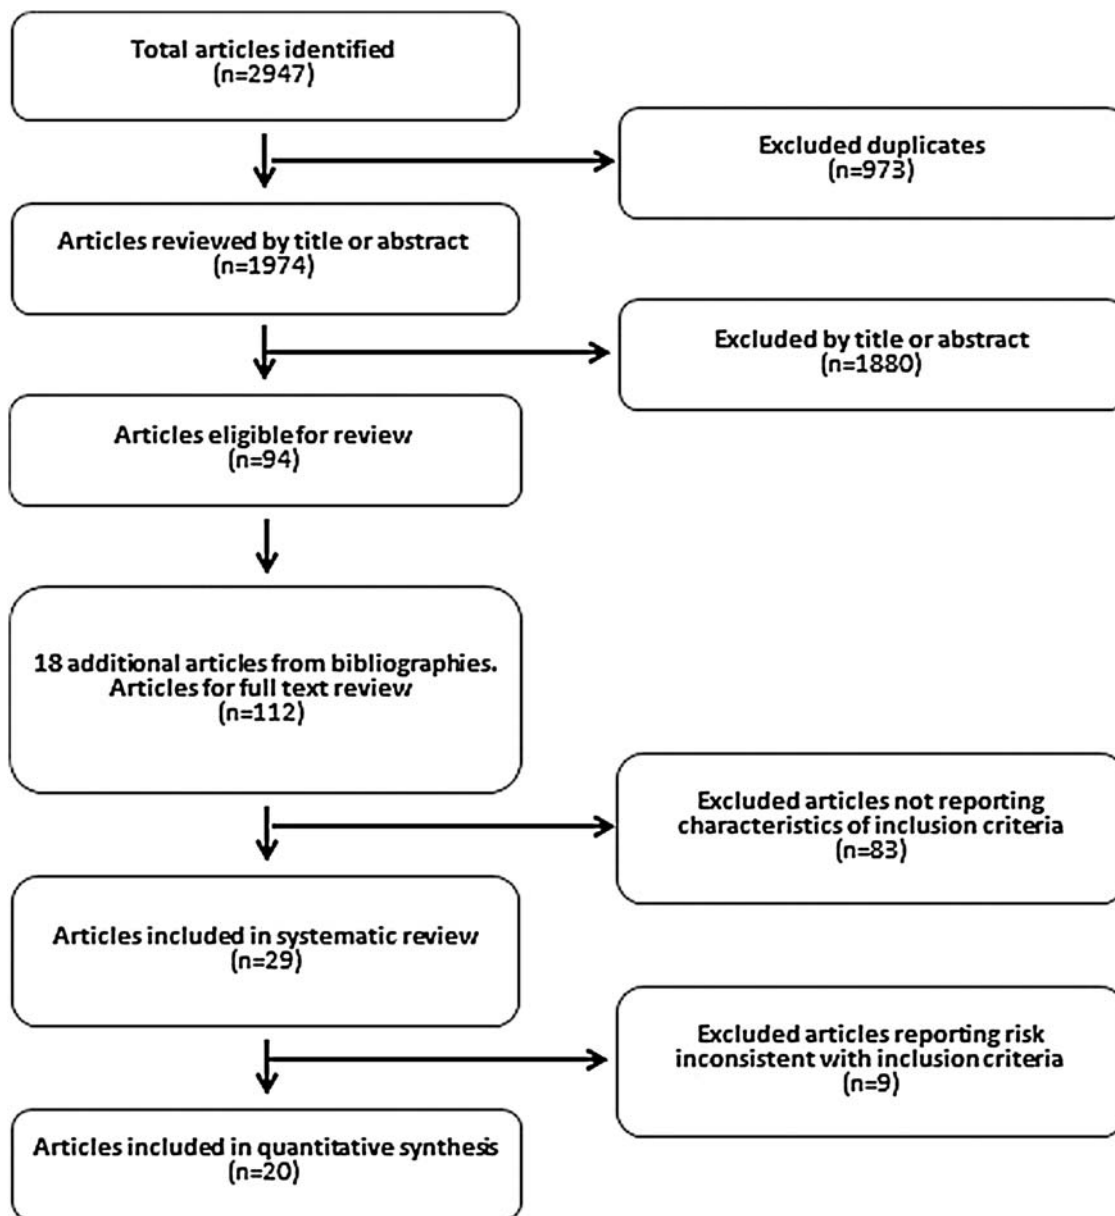 Total articles identified
(n=2947)
Excluded duplicates
(n=973)
Articles reviewed by title or abstract
(n=1974)
Excluded by title or abstract
(n=1880)
Articles eligible for review
(n=94)
18 additional articles from bibliographies.
Articles for full text review
(n=112)
Excluded articles not reporting
characteristics of inclusion criteria
(n=83)
Articles included in systematic review
(n=29)
Excluded articles reporting risk
inconsistent with inclusion criteria
(n=9)
Articles included in quantitative synthesis
(n=20)